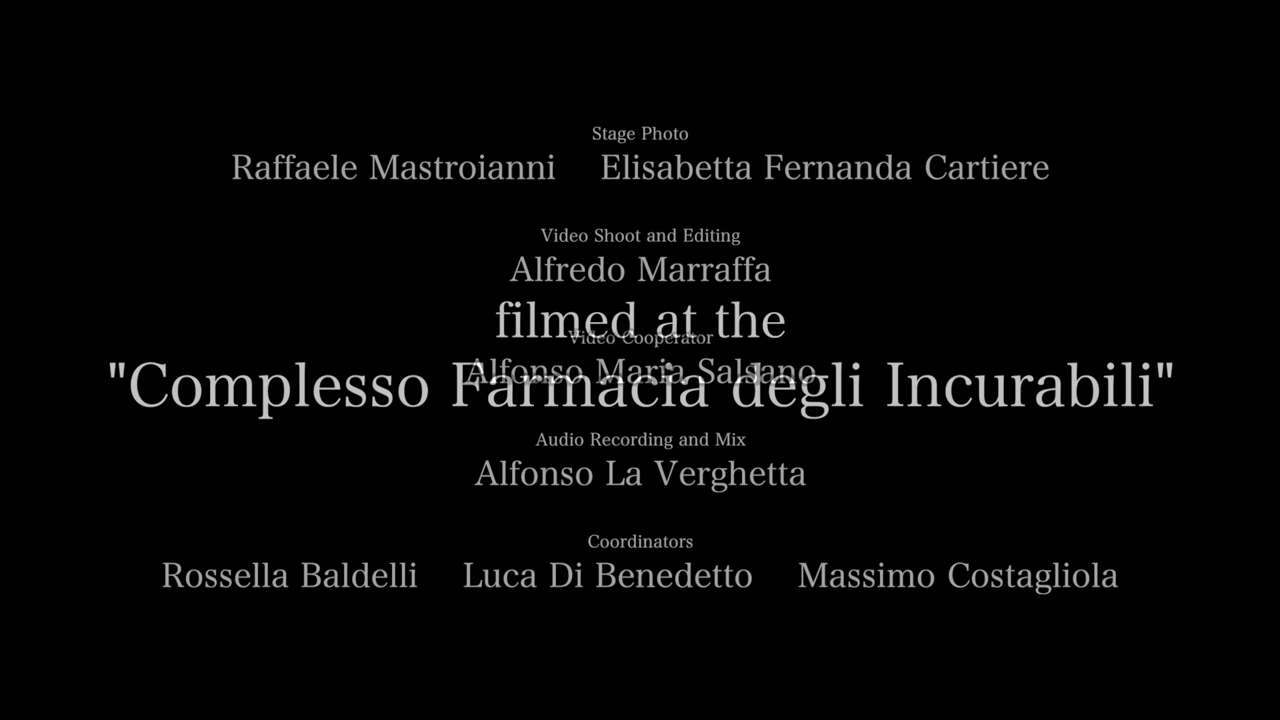 Stage Photo
Raffaele Mastroianni Elisabetta Fernanda Cartiere
Video Shoot and Editing
Alfredo Marraffa
filmed at the
Video Cooperator
Alfonso Maria Salsano
"Complesso Farmacia degli Incurabili"
Audio Recording and Mix
Alfonso La Verghetta
Coordinators
Rossella Baldelli Luca Di Benedetto Massimo Costagliola